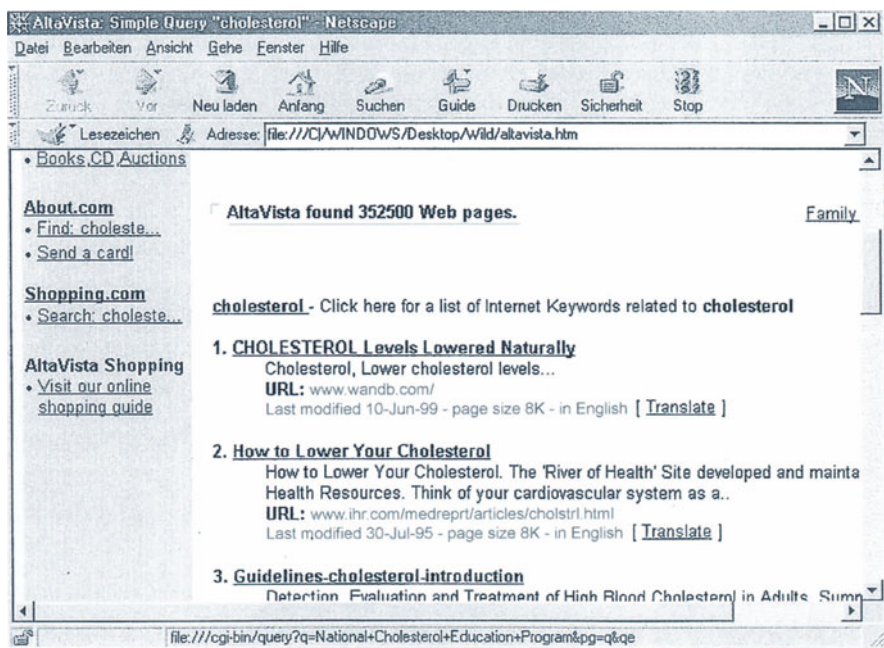 AltaVista: Simple Query "cholesterol" - Netscape
Datei Bearbeiten Ansicht Gehe Fenster Hilfe
Zurück Vor Neu laden Anfang Suchen Guide Drucken Sicherheit Stop
N
Lesezeichen Adresse: file:///C|/WINDOWS/Desktop/Wild/altavista.htm
• Books,CD,Auctions
About.com
• Find: choleste...
• Send a card!
Shopping.com
• Search: choleste...
AltaVista Shopping
• Visit our online
shopping guide
AltaVista found 352500 Web pages.
Family
cholesterol - Click here for a list of Internet Keywords related to cholesterol
1. CHOLESTEROL Levels Lowered Naturally
Cholesterol, Lower cholesterol levels...
URL: www.wandb.com/
Last modified 10-Jun-99 - page size 8K - in English [ Translate ]
2. How to Lower Your Cholesterol
How to Lower Your Cholesterol. The 'River of Health' Site developed and mainta
Health Resources. Think of your cardiovascular system as a..
URL: www.ihr.com/medreprt/articles/cholstrl.html
Last modified 30-Jul-95 - page size 8K - in English [ Translate ]
3. Guidelines-cholesterol-introduction
Detection, Evaluation and Treatment of High Blood Cholesterol in Adults, Summ
file:///cgi-bin/query?q=National+Cholesterol+Education+Program&pg=q&qe